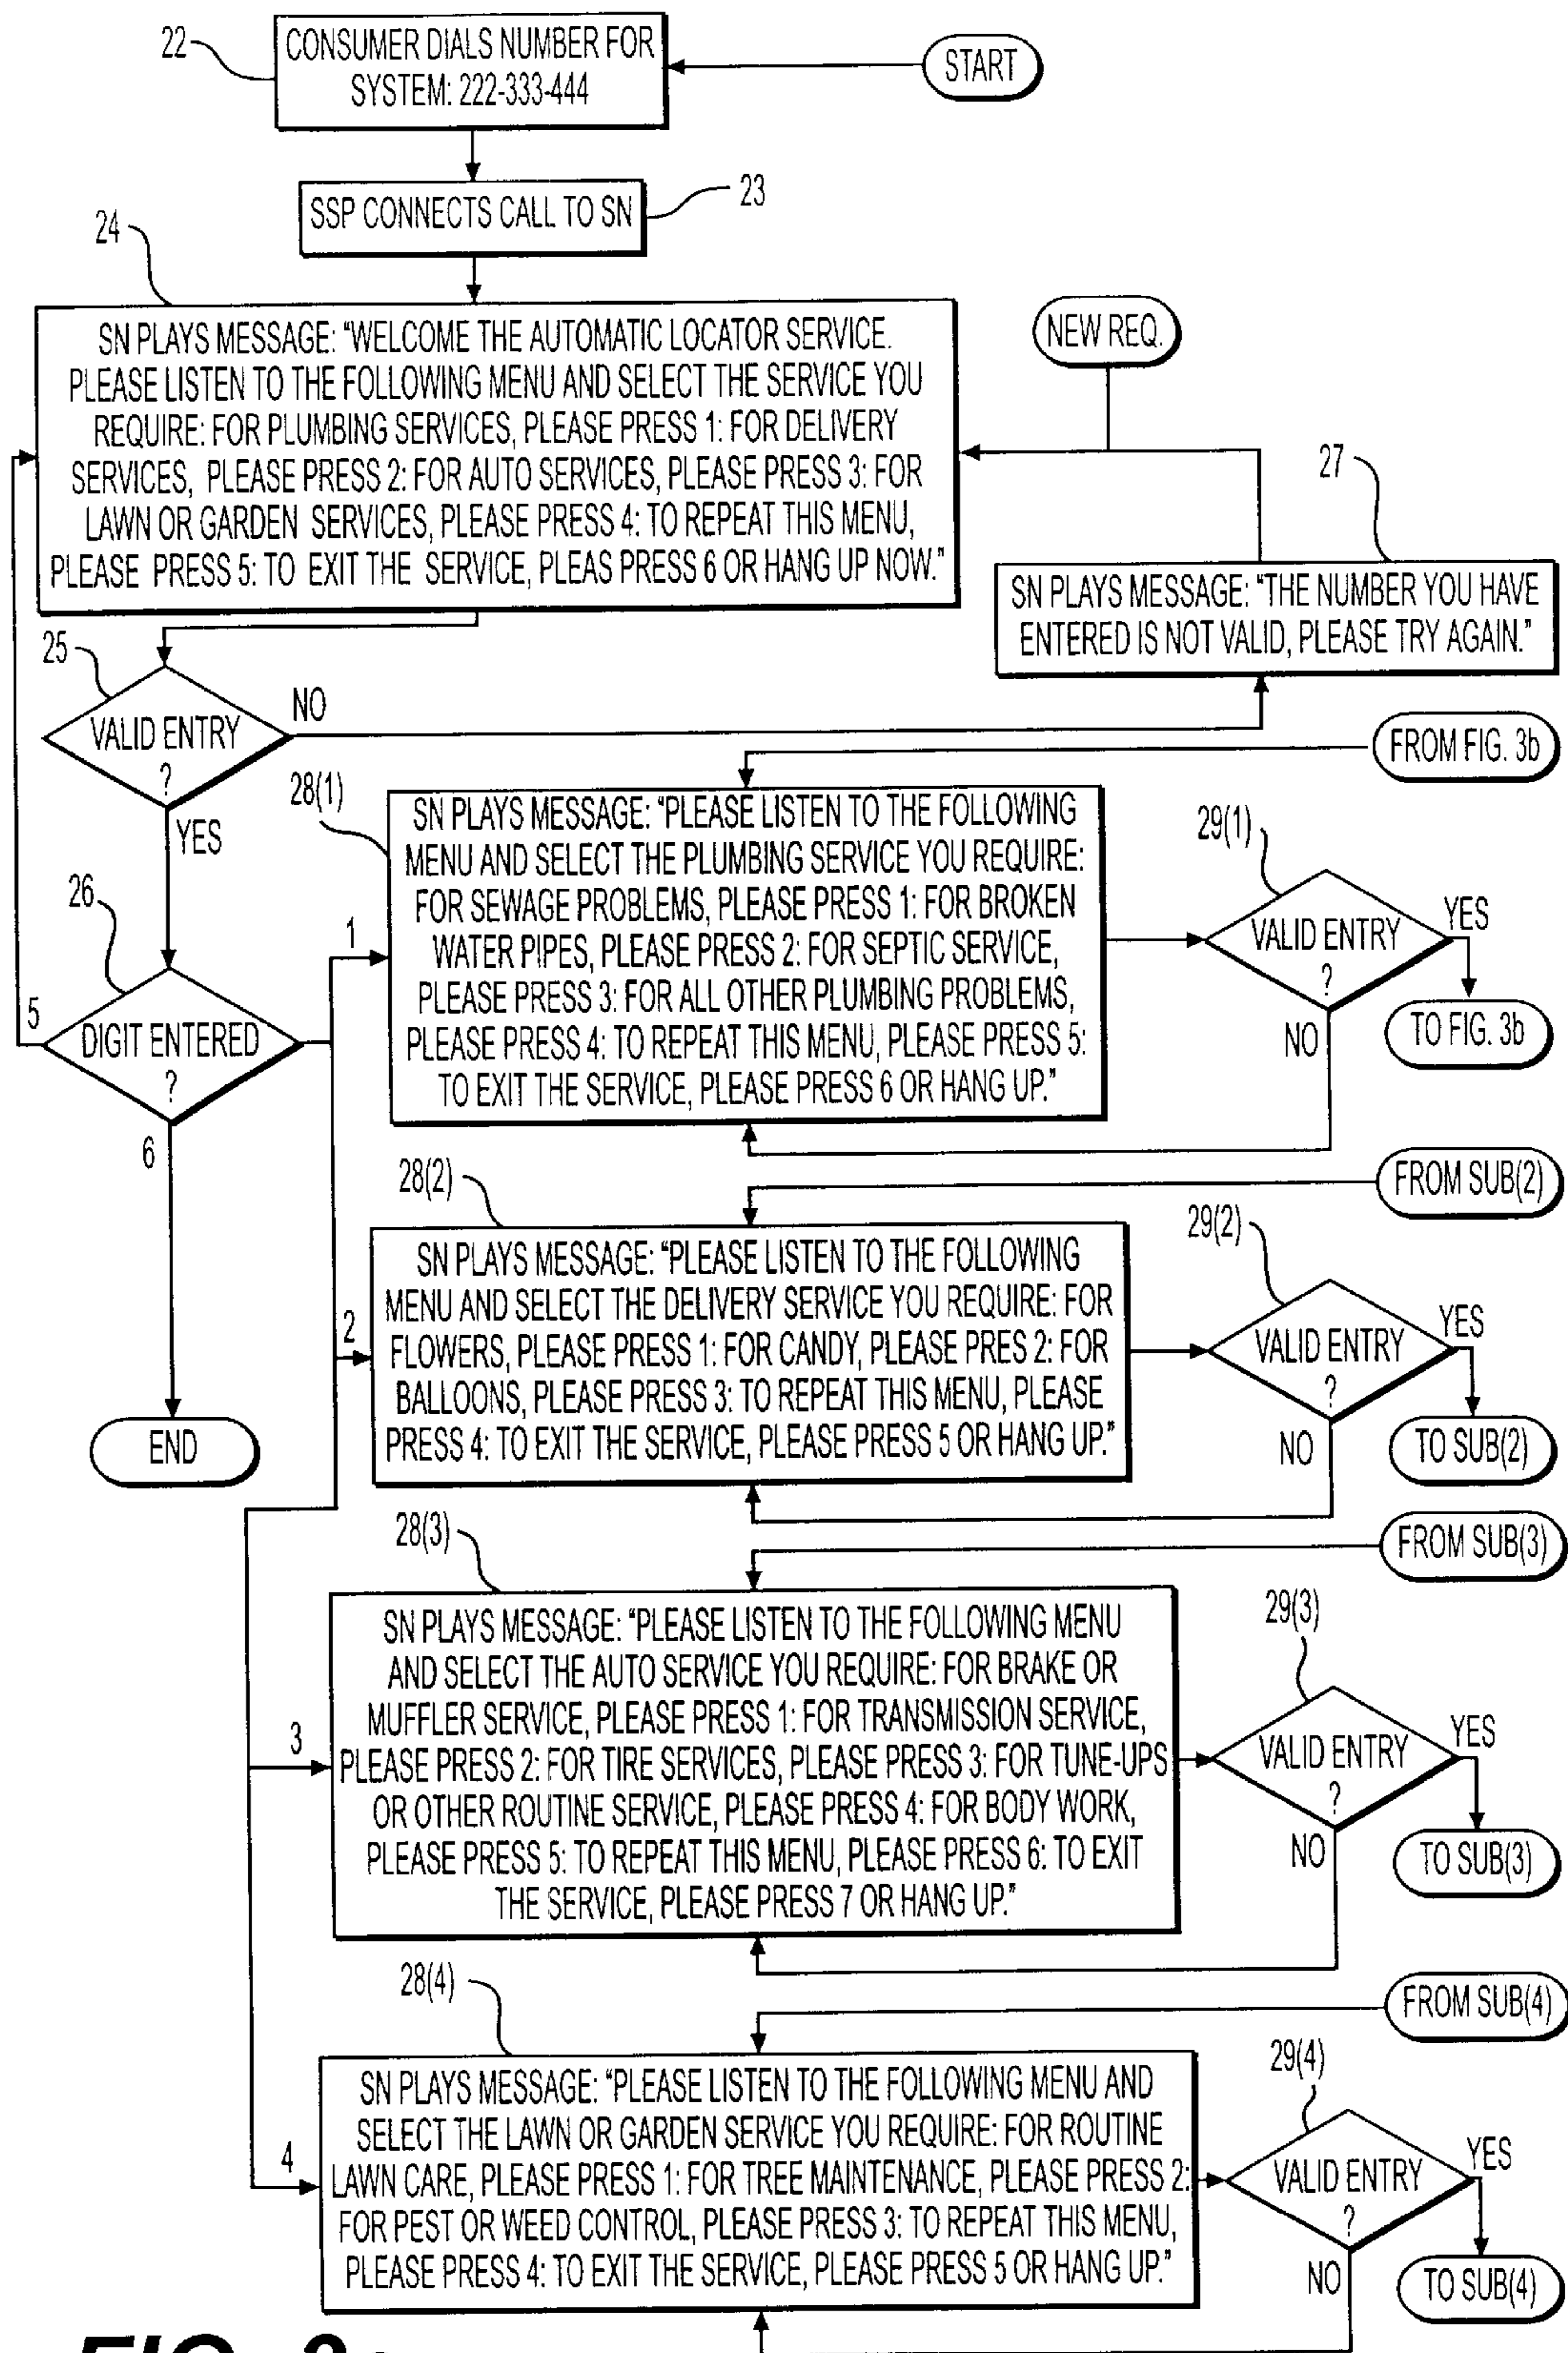 22
CONSUMER DIALS NUMBER FOR
SYSTEM: 222-333-444
START
SSP CONNECTS CALL TO SN
23
24
SN PLAYS MESSAGE: “WELCOME THE AUTOMATIC LOCATOR SERVICE.
PLEASE LISTEN TO THE FOLLOWING MENU AND SELECT THE SERVICE YOU
REQUIRE: FOR PLUMBING SERVICES, PLEASE PRESS 1: FOR DELIVERY
SERVICES, PLEASE PRESS 2: FOR AUTO SERVICES, PLEASE PRESS 3: FOR
LAWN OR GARDEN SERVICES, PLEASE PRESS 4: TO REPEAT THIS MENU,
PLEASE PRESS 5: TO EXIT THE SERVICE, PLEAS PRESS 6 OR HANG UP NOW.”
NEW REQ.
27
SN PLAYS MESSAGE: “THE NUMBER YOU HAVE
ENTERED IS NOT VALID, PLEASE TRY AGAIN.”
25
VALID ENTRY
?
NO
YES
FROM FIG. 3b
28(1)
SN PLAYS MESSAGE: “PLEASE LISTEN TO THE FOLLOWING
MENU AND SELECT THE PLUMBING SERVICE YOU REQUIRE:
FOR SEWAGE PROBLEMS, PLEASE PRESS 1: FOR BROKEN
WATER PIPES, PLEASE PRESS 2: FOR SEPTIC SERVICE,
PLEASE PRESS 3: FOR ALL OTHER PLUMBING PROBLEMS,
PLEASE PRESS 4: TO REPEAT THIS MENU, PLEASE PRESS 5:
TO EXIT THE SERVICE, PLEASE PRESS 6 OR HANG UP.”
29(1)
VALID ENTRY
?
YES
NO
TO FIG. 3b
26
DIGIT ENTERED
?
5
6
1
END
FROM SUB(2)
28(2)
2
SN PLAYS MESSAGE: “PLEASE LISTEN TO THE FOLLOWING
MENU AND SELECT THE DELIVERY SERVICE YOU REQUIRE: FOR
FLOWERS, PLEASE PRESS 1: FOR CANDY, PLEASE PRES 2: FOR
BALLOONS, PLEASE PRESS 3: TO REPEAT THIS MENU, PLEASE
PRESS 4: TO EXIT THE SERVICE, PLEASE PRESS 5 OR HANG UP.”
29(2)
VALID ENTRY
?
YES
NO
TO SUB(2)
FROM SUB(3)
28(3)
3
SN PLAYS MESSAGE: “PLEASE LISTEN TO THE FOLLOWING MENU
AND SELECT THE AUTO SERVICE YOU REQUIRE: FOR BRAKE OR
MUFFLER SERVICE, PLEASE PRESS 1: FOR TRANSMISSION SERVICE,
PLEASE PRESS 2: FOR TIRE SERVICES, PLEASE PRESS 3: FOR TUNE-UPS
OR OTHER ROUTINE SERVICE, PLEASE PRESS 4: FOR BODY WORK,
PLEASE PRESS 5: TO REPEAT THIS MENU, PLEASE PRESS 6: TO EXIT
THE SERVICE, PLEASE PRESS 7 OR HANG UP.”
29(3)
VALID ENTRY
?
YES
NO
TO SUB(3)
FROM SUB(4)
28(4)
4
SN PLAYS MESSAGE: “PLEASE LISTEN TO THE FOLLOWING MENU AND
SELECT THE LAWN OR GARDEN SERVICE YOU REQUIRE: FOR ROUTINE
LAWN CARE, PLEASE PRESS 1: FOR TREE MAINTENANCE, PLEASE PRESS 2:
FOR PEST OR WEED CONTROL, PLEASE PRESS 3: TO REPEAT THIS MENU,
PLEASE PRESS 4: TO EXIT THE SERVICE, PLEASE PRESS 5 OR HANG UP.”
29(4)
VALID ENTRY
?
YES
NO
TO SUB(4)